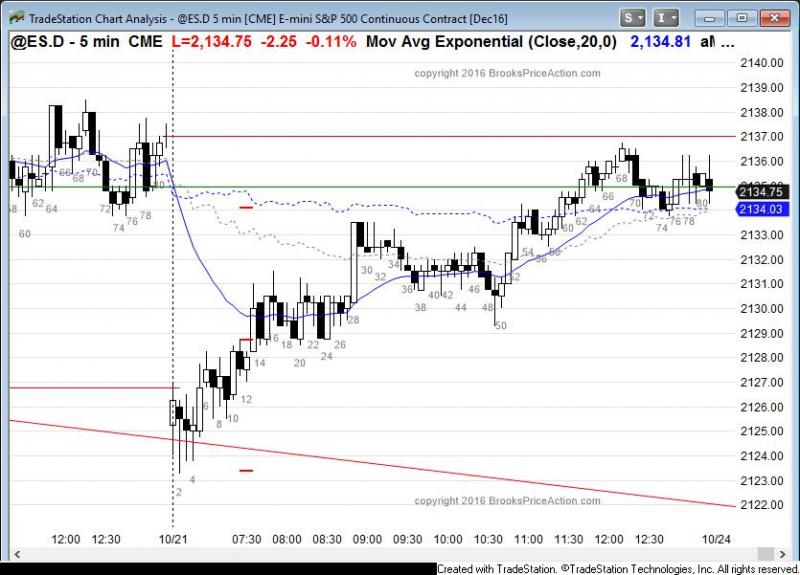 TradeStation Chart Analysis - @ES.D 5 min [CME] E-mini S&P 500 Continuous Contract [Dec16]
S I
@ES.D - 5 min CME L=2,134.75 -2.25 -0.11% Mov Avg Exponential (Close,20,0) 2,134.81 ...
copyright 2016 BrooksPriceAction.com
2140.00
2139.00
2138.00
2137.00
2136.00
2134.75
2134.03
2133.00
2132.00
2131.00
2130.00
2129.00
2128.00
2127.00
2126.00
2125.00
2124.00
2123.00
2122.00
58 60 62 64 66 68 70 72 74 76 78 80
2 4 6 8 10 12 14 16 18 20 22 24 26 28 30 32 34 36 38 40 42 44 46 48 50 52 54 56 58 60 62 64 66 68 70 72 74 76 78 80
copyright 2016 BrooksPriceAction.com
12:00 12:30 10/21 07:30 08:00 08:30 09:00 09:30 10:00 10:30 11:00 11:30 12:00 12:30 10/24
Created with TradeStation. ©TradeStation Technologies, Inc. All rights reserved.